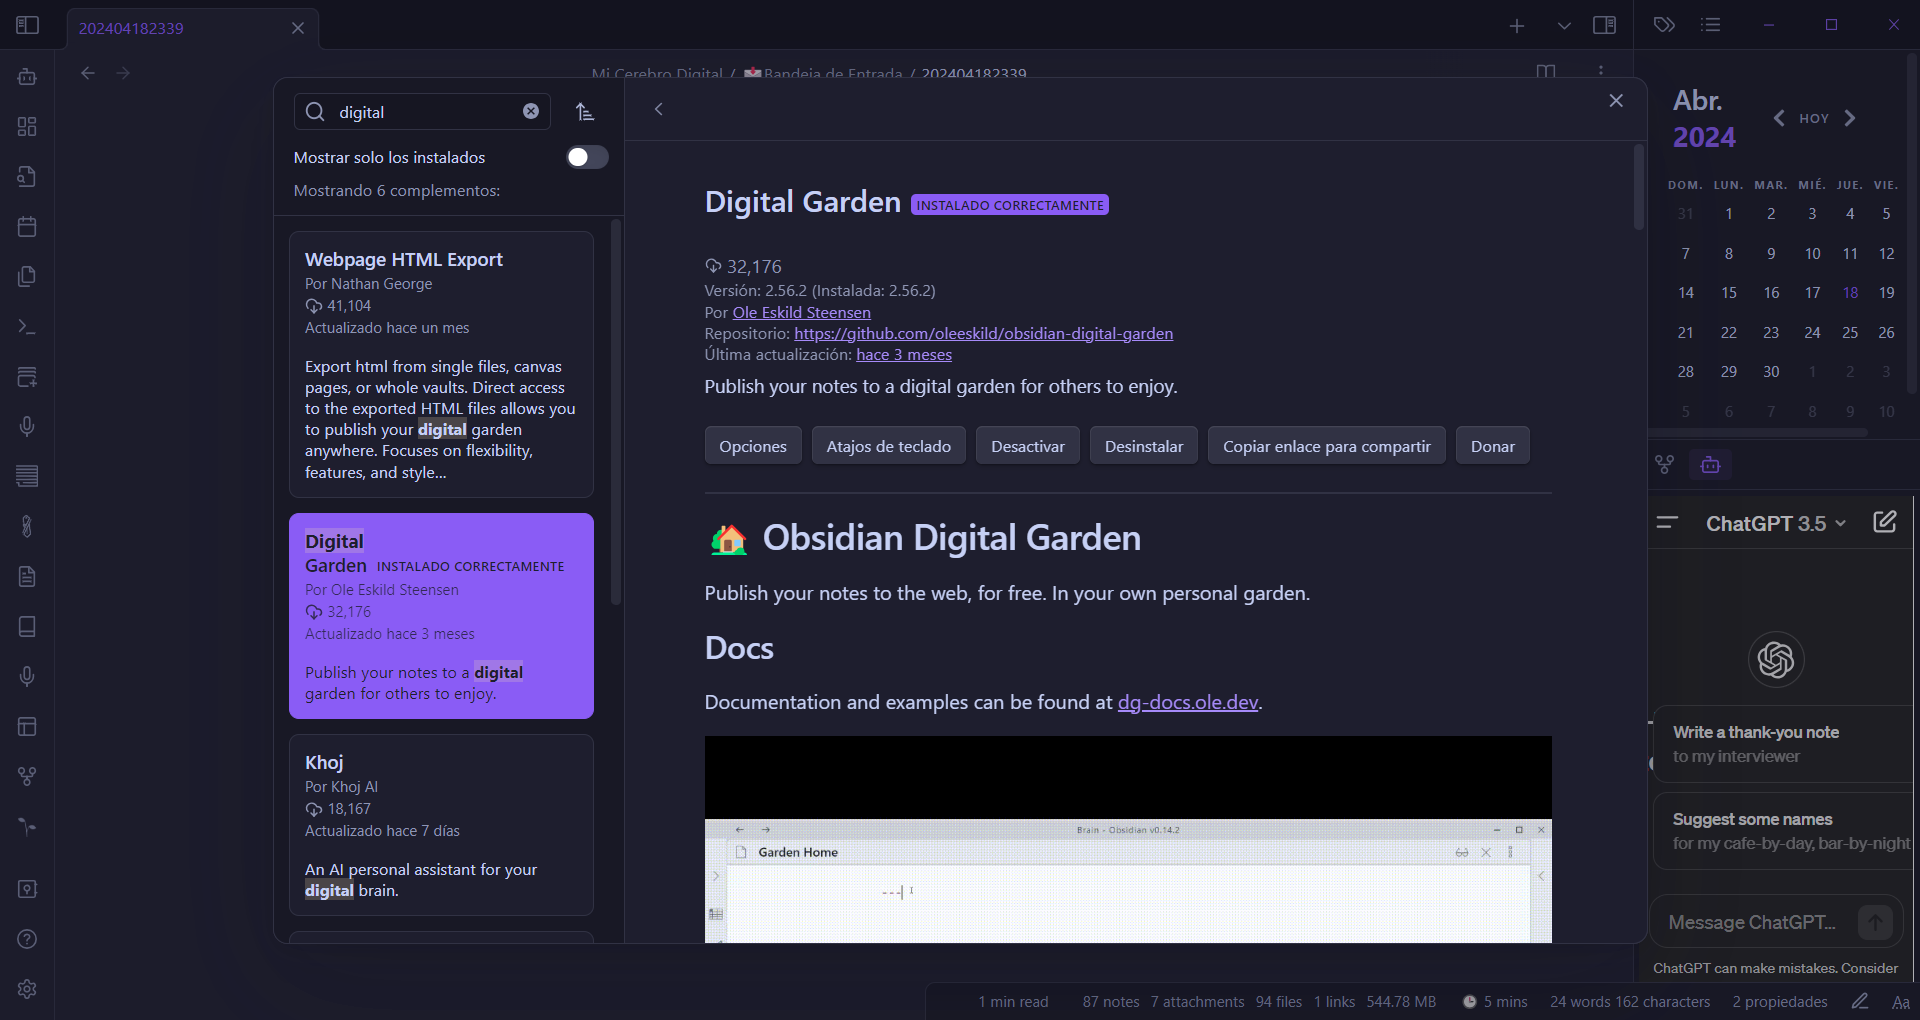 202404182339
Mi Cerebro Digital / Bandeja de Entrada / 202404182339
digital
Mostrar solo los instalados
Mostrando 6 complementos:
Webpage HTML Export
Por Nathan George
41,104
Actualizado hace un mes
Export html from single files, canvas
pages, or whole vaults. Direct access
to the exported HTML files allows you
to publish your digital garden
anywhere. Focuses on flexibility,
features, and style...
Digital
Garden INSTALADO CORRECTAMENTE
Por Ole Eskild Steensen
32,176
Actualizado hace 3 meses
Publish your notes to a digital
garden for others to enjoy.
Khoj
Por Khoj AI
18,167
Actualizado hace 7 días
An AI personal assistant for your
digital brain.
Digital Garden INSTALADO CORRECTAMENTE
32,176
Versión: 2.56.2 (Instalada: 2.56.2)
Por Ole Eskild Steensen
Repositorio: https://github.com/oleeskild/obsidian-digital-garden
Última actualización: hace 3 meses
Publish your notes to a digital garden for others to enjoy.
Opciones Atajos de teclado Desactivar Desinstalar Copiar enlace para compartir Donar
Obsidian Digital Garden
Publish your notes to the web, for free. In your own personal garden.
Docs
Documentation and examples can be found at dg-docs.ole.dev.
Brain - Obsidian v0.14.2
Garden Home
---
Abr.
2024
HOY
DOM. LUN. MAR. MIÉ. JUE. VIE.
31 1 2 3 4 5
7 8 9 10 11 12
14 15 16 17 18 19
21 22 23 24 25 26
28 29 30 1 2 3
5 6 7 8 9 10
ChatGPT 3.5
Write a thank-you note
to my interviewer
Suggest some names
for my cafe-by-day, bar-by-night
Message ChatGPT...
ChatGPT can make mistakes. Consider
1 min read 87 notes 7 attachments 94 files 1 links 544.78 MB 5 mins 24 words 162 characters 2 propiedades Aa